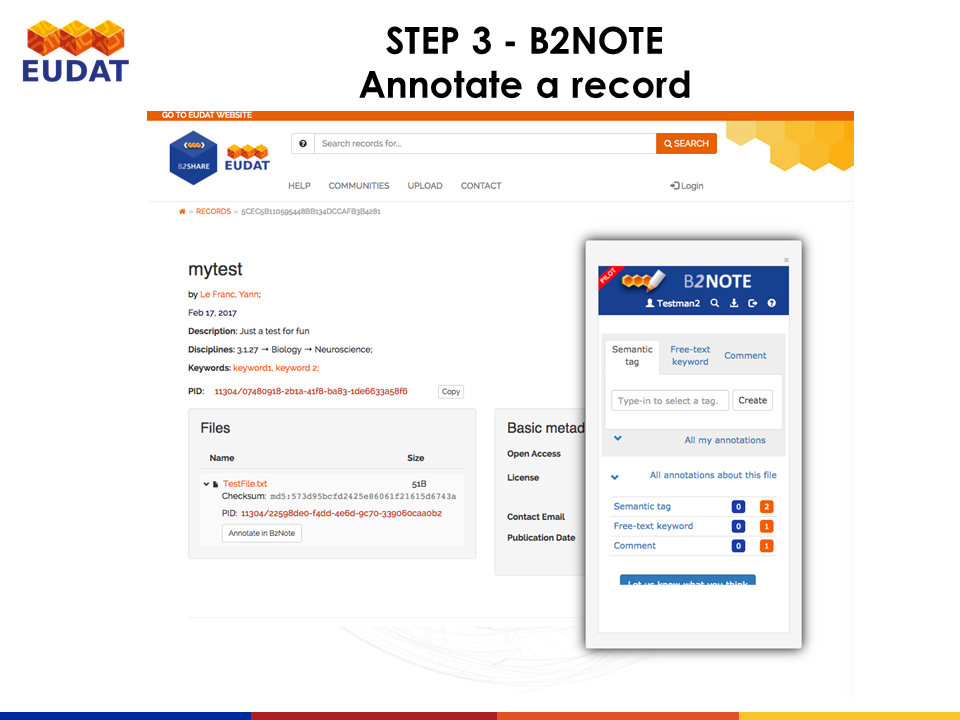 EUDAT
STEP 3 - B2NOTE
Annotate a record
GO TO EUDAT WEBSITE
B2SHARE
EUDAT
Search records for...
SEARCH
HELP COMMUNITIES UPLOAD CONTACT Login
» RECORDS » 5CEC5B110595448BB134DCCAFB3B4281
mytest
by Le Franc, Yann;
Feb 17, 2017
Description: Just a test for fun
Disciplines: 3.1.27 → Biology → Neuroscience;
Keywords: keyword1, keyword 2;
PID: 11304/07480918-2b1a-41f8-ba83-1de6633a58f6 Copy
Files
Name Size
TestFile.txt 51B
Checksum: md5:573d95bcfd2425e86061f21615d6743a
PID: 11304/22598de0-f4dd-4e6d-9c70-339060caa0b2
Annotate in B2Note
Basic metad
Open Access
License
Contact Email
Publication Date
×
PILOT
B2NOTE
Testman2
Semantic tag
Free-text keyword
Comment
Type-in to select a tag. Create
All my annotations
All annotations about this file
Semantic tag 0 2
Free-text keyword 0 1
Comment 0 1
Let us know what you think